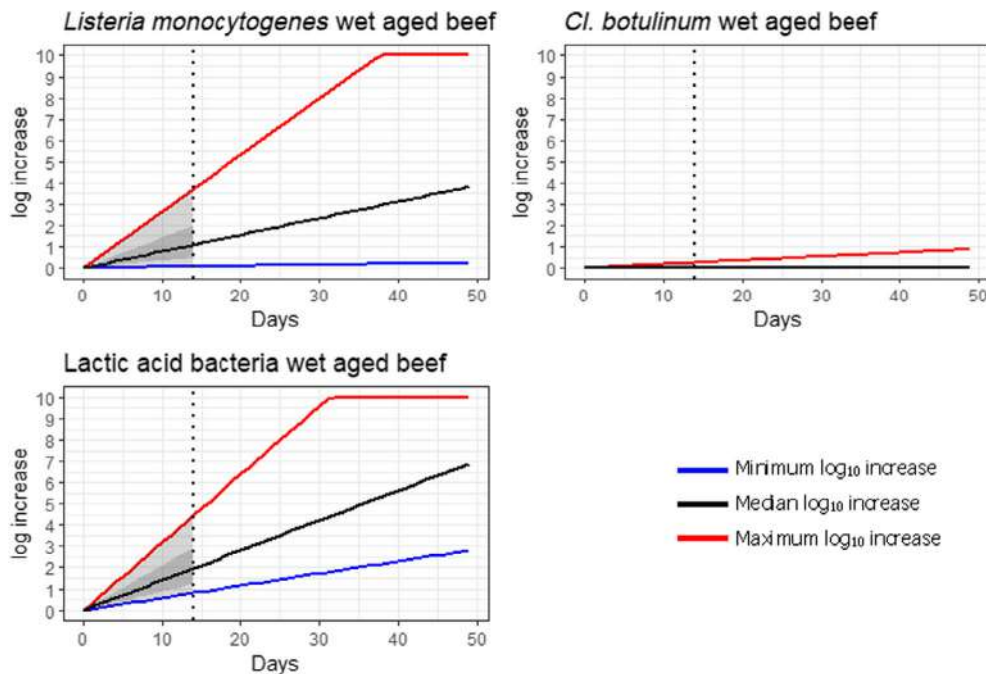 Listeria monocytogenes wet aged beef
10
9
8
7
6
5
4
3
2
1
0
log increase
0 10 20 30 40 50
Days
Cl. botulinum wet aged beef
10
9
8
7
6
5
4
3
2
1
0
log increase
0 10 20 30 40 50
Days
Lactic acid bacteria wet aged beef
10
9
8
7
6
5
4
3
2
1
0
log increase
0 10 20 30 40 50
Days
Minimum log₁₀ increase
Median log₁₀ increase
Maximum log₁₀ increase